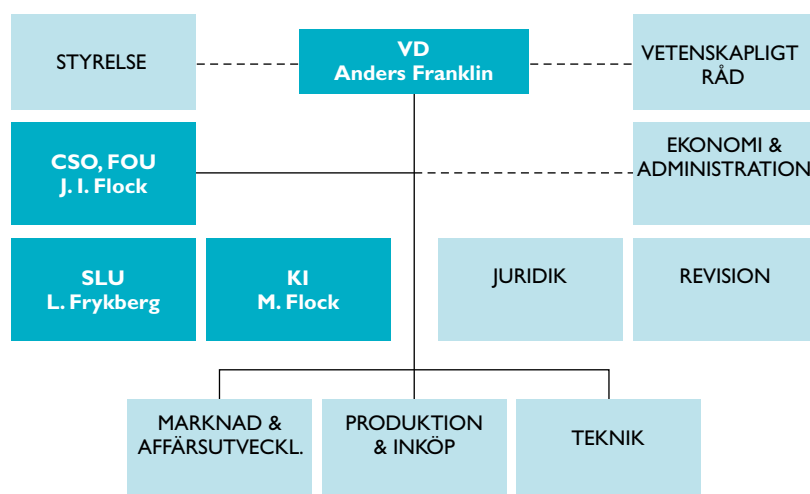 STYRELSE
VD
Anders Franklin
VETENSKAPLIGT
RÅD
CSO, FOU
J. I. Flock
EKONOMI &
ADMINISTRATION
SLU
L. Frykberg
KI
M. Flock
JURIDIK
REVISION
MARKNAD &
AFFÄRSUTVECKL.
PRODUKTION
& INKÖP
TEKNIK